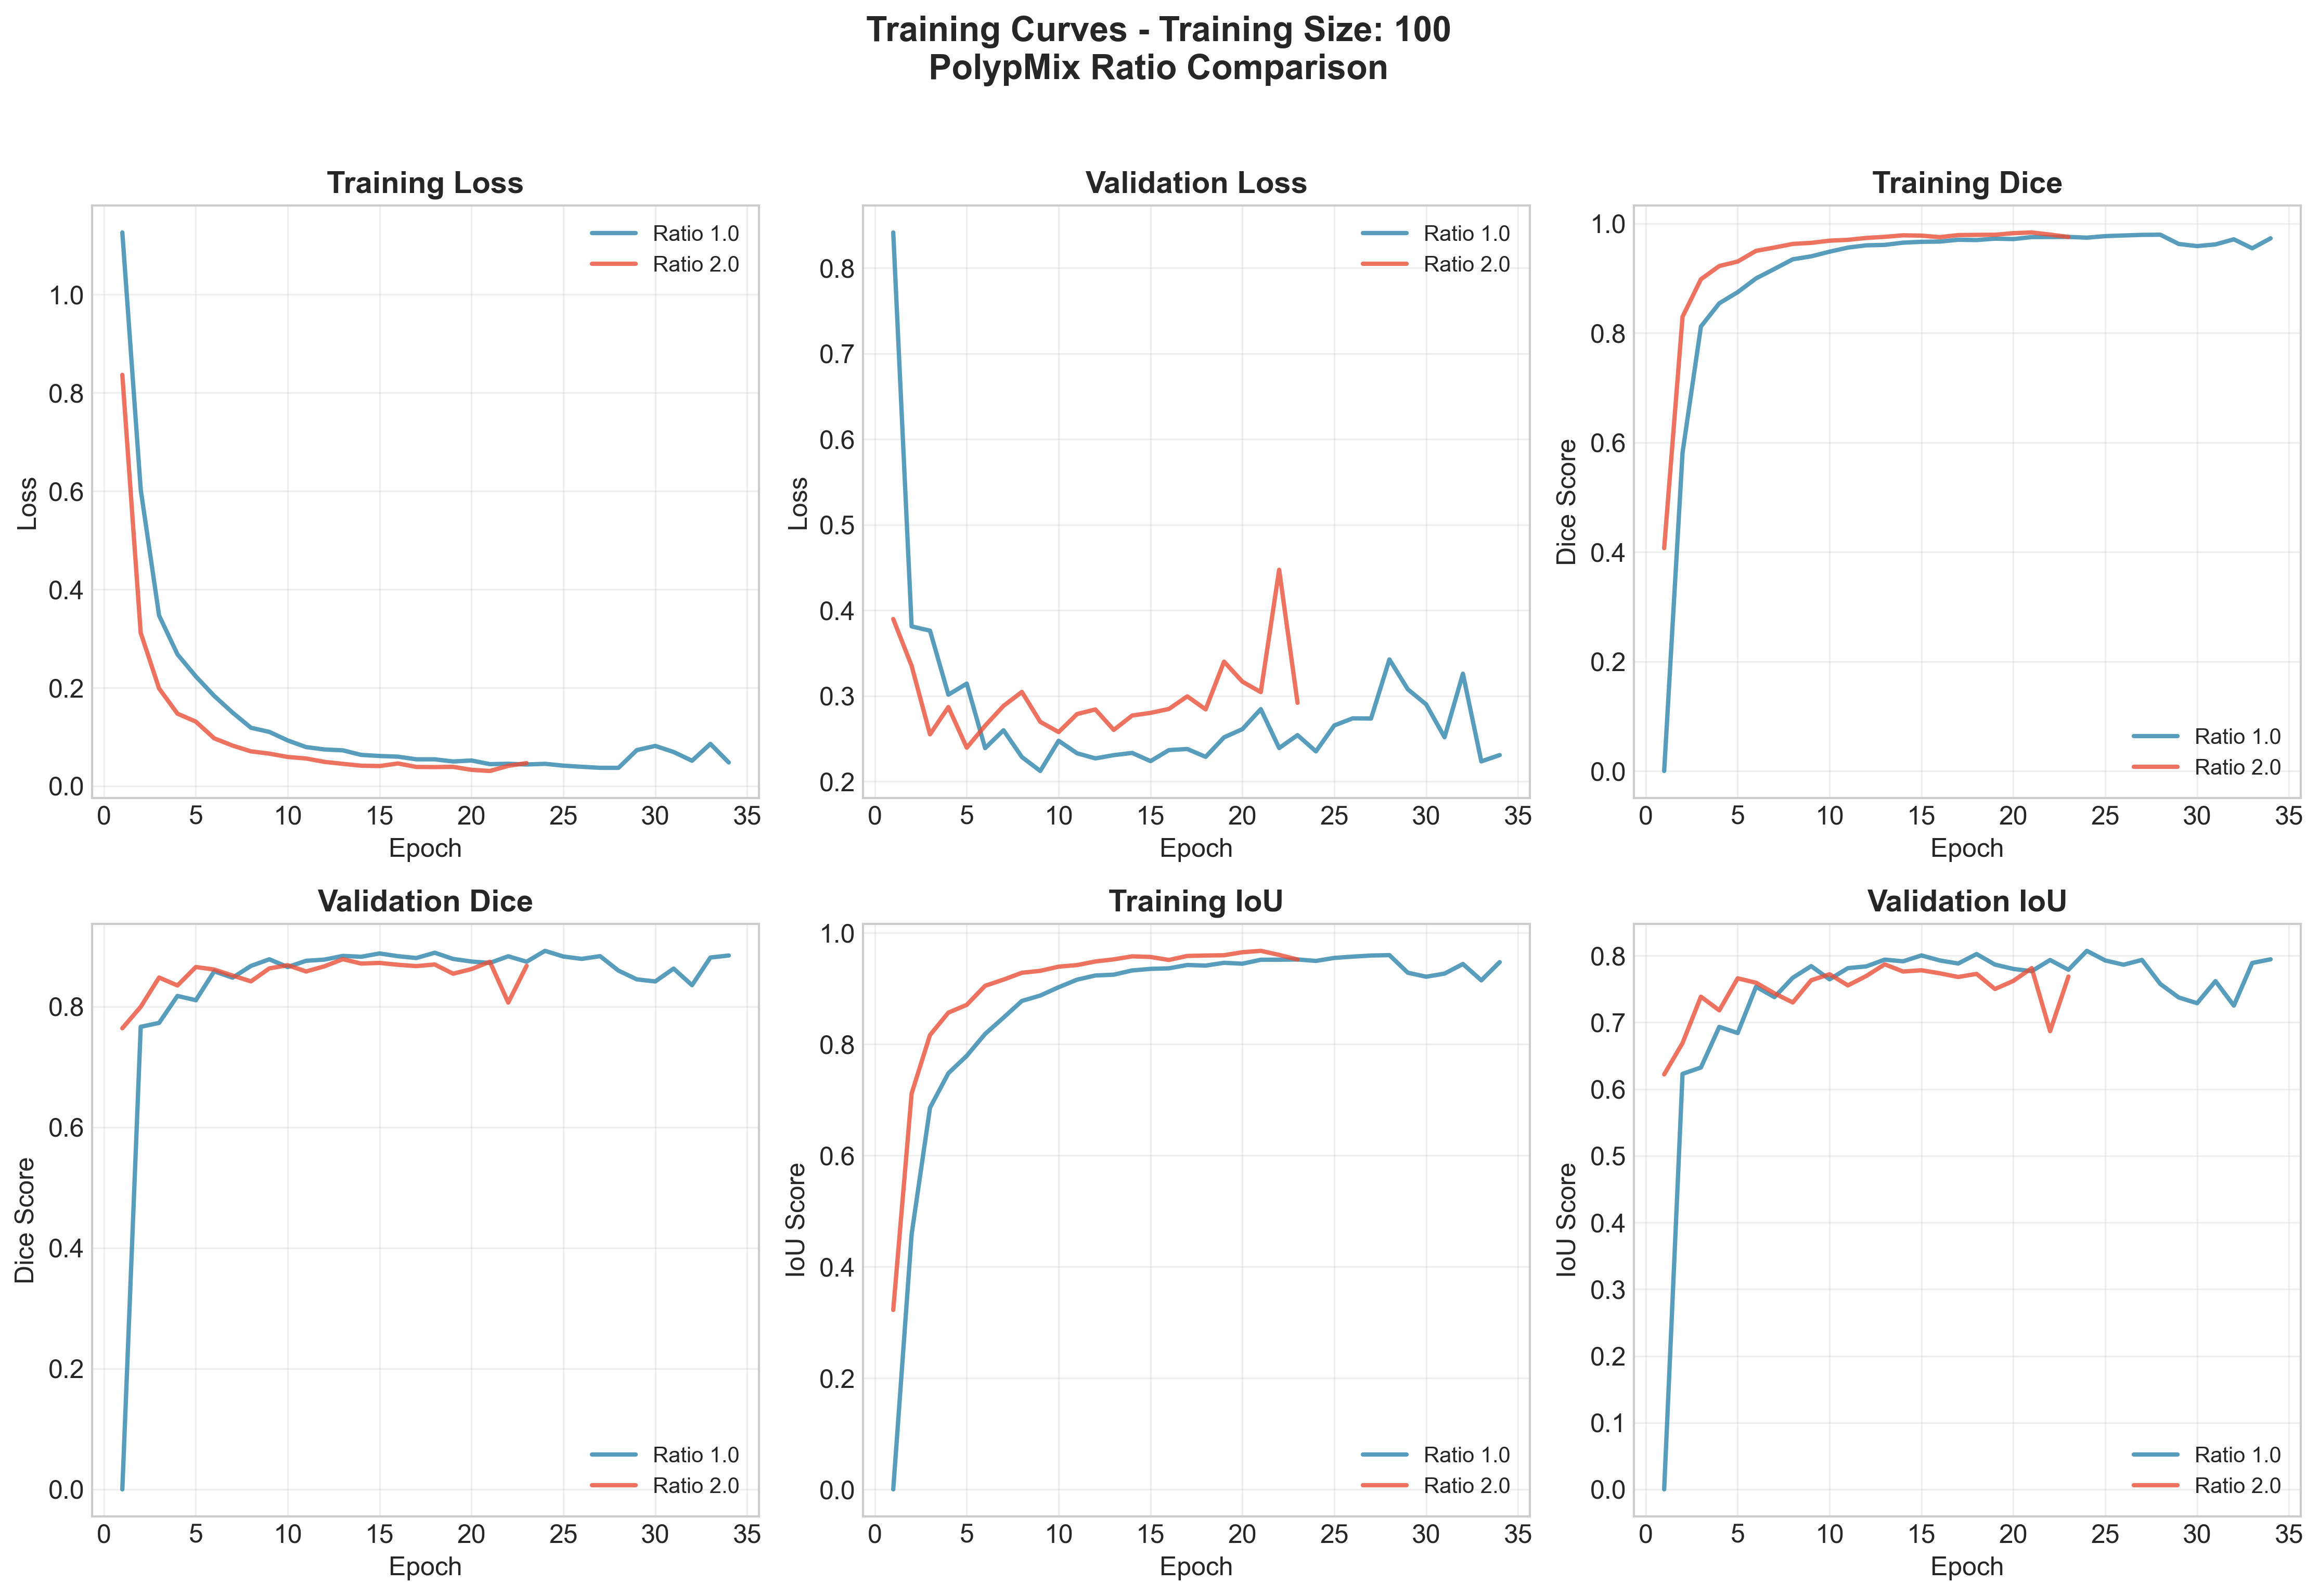 Training Curves - Training Size: 100
PolypMix Ratio Comparison
Training Loss
Loss
1.0
0.8
0.6
0.4
0.2
0.0
0 5 10 15 20 25 30 35
Epoch
Ratio 1.0
Ratio 2.0
Validation Loss
Loss
0.8
0.7
0.6
0.5
0.4
0.3
0.2
0 5 10 15 20 25 30 35
Epoch
Ratio 1.0
Ratio 2.0
Training Dice
Dice Score
1.0
0.8
0.6
0.4
0.2
0.0
0 5 10 15 20 25 30 35
Epoch
Ratio 1.0
Ratio 2.0
Validation Dice
Dice Score
0.8
0.6
0.4
0.2
0.0
0 5 10 15 20 25 30 35
Epoch
Ratio 1.0
Ratio 2.0
Training IoU
IoU Score
1.0
0.8
0.6
0.4
0.2
0.0
0 5 10 15 20 25 30 35
Epoch
Ratio 1.0
Ratio 2.0
Validation IoU
IoU Score
0.8
0.7
0.6
0.5
0.4
0.3
0.2
0.1
0.0
0 5 10 15 20 25 30 35
Epoch
Ratio 1.0
Ratio 2.0